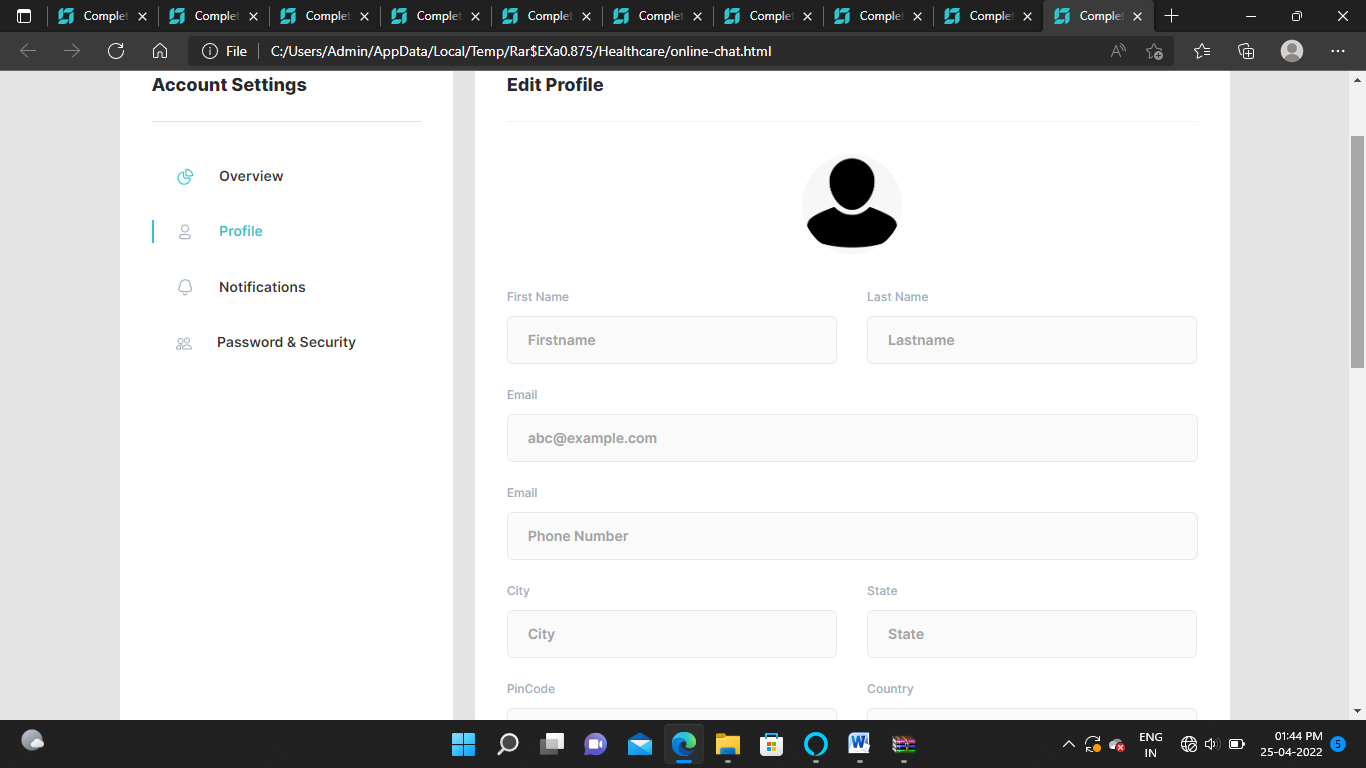 Complet Complet Complet Complet Complet Complet Complet Complet Complet Complet
File C:/Users/Admin/AppData/Local/Temp/Rar$EXa0.875/Healthcare/online-chat.html
Account Settings
Overview
Profile
Notifications
Password & Security
Edit Profile
First Name Last Name
Firstname Lastname
Email
abc@example.com
Email
Phone Number
City State
City State
PinCode Country
ENG 01:44 PM
IN 25-04-2022 5